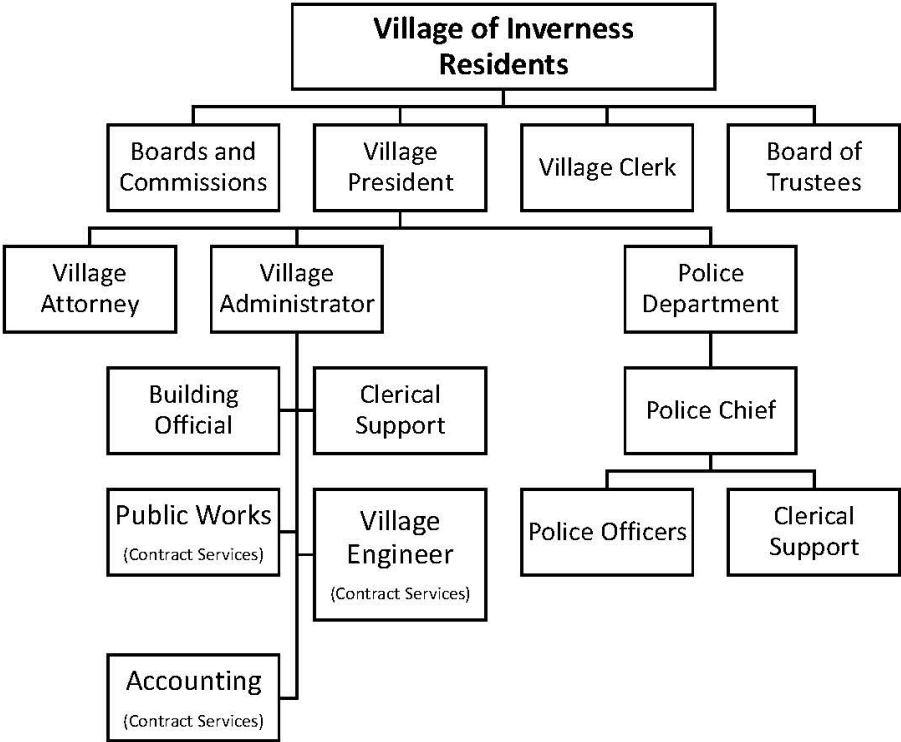 Village of Inverness
Residents
Boards and
Commissions
Village
President
Village Clerk
Board of
Trustees
Village
Attorney
Village
Administrator
Police
Department
Building
Official
Clerical
Support
Police Chief
Public Works
(Contract Services)
Village
Engineer
(Contract Services)
Police Officers
Clerical
Support
Accounting
(Contract Services)